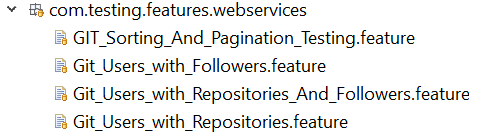 com.testing.features.webservices
GIT_Sorting_And_Pagination_Testing.feature
Git_Users_with_Followers.feature
Git_Users_with_Repositories_And_Followers.feature
Git_Users_with_Repositories.feature